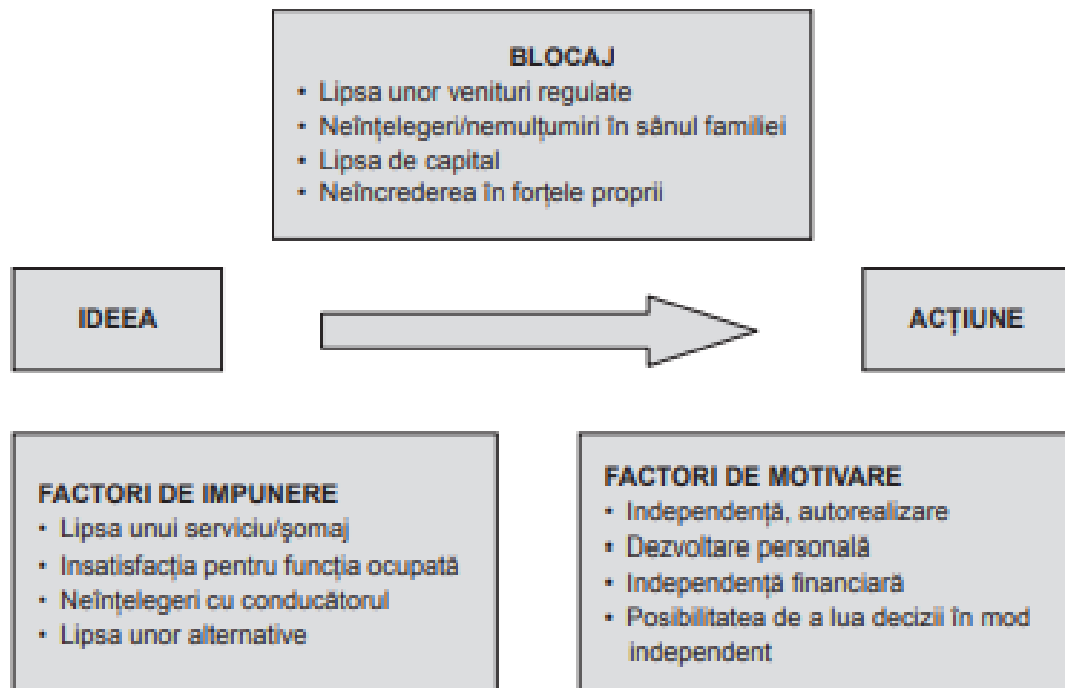 BLOCAJ
• Lipsa unor venituri regulate
• Neînțelegeri/nemulțumiri în sânul familiei
• Lipsa de capital
• Neîncrederea în forțele proprii
IDEEA
ACȚIUNE
FACTORI DE IMPUNERE
• Lipsa unui serviciu/șomaj
• Insatisfacția pentru funcția ocupată
• Neînțelegeri cu conducătorul
• Lipsa unor alternative
FACTORI DE MOTIVARE
• Independență, autorealizare
• Dezvoltare personală
• Independență financiară
• Posibilitatea de a lua decizii în mod
independent